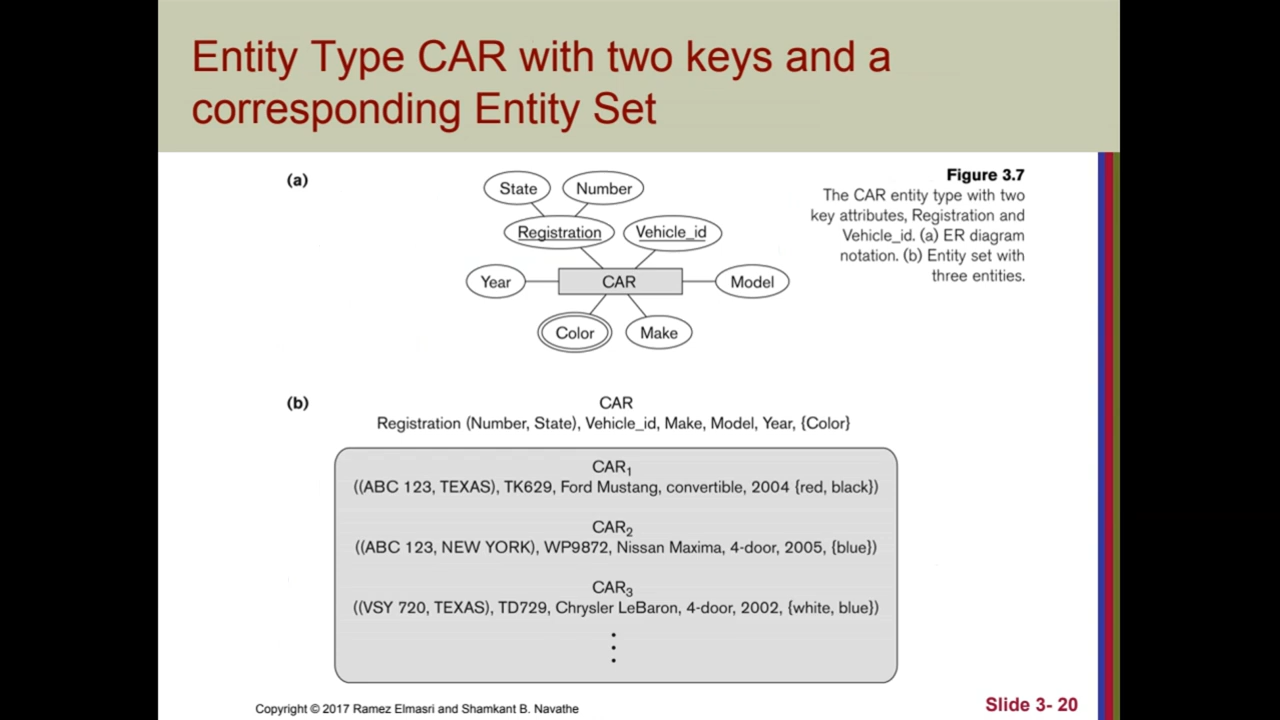 Entity Type CAR with two keys and a
corresponding Entity Set
(a)
State
Number
Registration
Vehicle_id
Year
CAR
Model
Color
Make
Figure 3.7
The CAR entity type with two
key attributes, Registration and
Vehicle_id. (a) ER diagram
notation. (b) Entity set with
three entities.
(b)
CAR
Registration (Number, State), Vehicle_id, Make, Model, Year, {Color}
CAR₁
((ABC 123, TEXAS), TK629, Ford Mustang, convertible, 2004 {red, black})
CAR₂
((ABC 123, NEW YORK), WP9872, Nissan Maxima, 4-door, 2005, {blue})
CAR₃
((VSY 720, TEXAS), TD729, Chrysler LeBaron, 4-door, 2002, {white, blue})
Copyright © 2017 Ramez Elmasri and Shamkant B. Navathe
Slide 3- 20